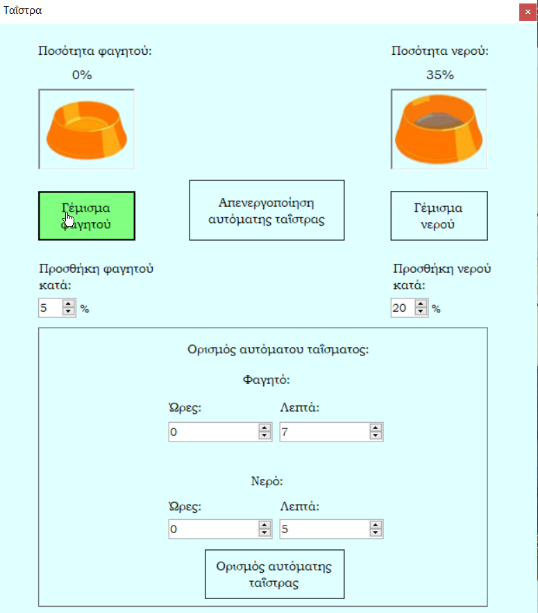 Ταΐστρα
Ποσότητα φαγητού:
Ποσότητα νερού:
0%
35%
Γέμισμα
φαγητού
Απενεργοποίηση
αυτόματης ταΐστρας
Γέμισμα
νερού
Προσθήκη φαγητού
κατά:
Προσθήκη νερού
κατά:
5 %
20 %
Ορισμός αυτόματου ταΐσματος:
Φαγητό:
Ώρες:
Λεπτά:
0
7
Νερό:
Ώρες:
Λεπτά:
0
5
Ορισμός αυτόματης
ταΐστρας